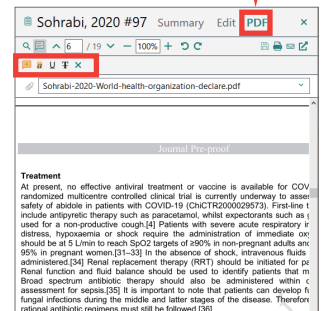 Sohrabi, 2020 #97 Summary Edit PDF ×
6 / 19 100% +
a U T ×
Sohrabi-2020-World-health-organization-declare.pdf
Journal Pre-proof
Treatment
At present, no effective antiviral treatment or vaccine is available for COV
randomized multicentre controlled clinical trial is currently underway to asses
safety of abidole in patients with COVID-19 (ChiCTR2000029573). First-line t
include antipyretic therapy such as paracetamol, whilst expectorants such as g
used for a non-productive cough.[4] Patients with severe acute respiratory in
distress, hypoxaemia or shock require the administration of immediate oxy
should be at 5 L/min to reach SpO2 targets of ≥90% in non-pregnant adults and
95% in pregnant women.[31–33] In the absence of shock, intravenous fluids
administered.[34] Renal replacement therapy (RRT) should be initiated for pa
Renal function and fluid balance should be used to identify patients that m
Broad spectrum antibiotic therapy should also be administered within o
assessment for sepsis.[35] It is important to note that patients can develop fu
fungal infections during the middle and latter stages of the disease. Therefore
rational antibiotic regimens must still be followed.[36]